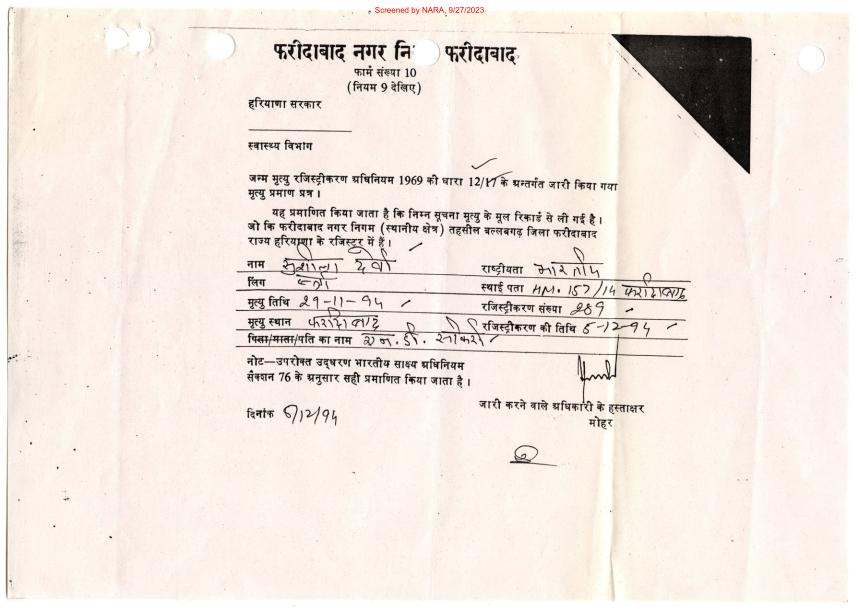 Screened by NARA, 9/27/2023
फरीदाबाद नगर नि फरीदाबाद
फार्म संख्या 10
(नियम 9 देखिए)
हरियाणा सरकार
स्वास्थ्य विभाग
जन्म मृत्यु रजिस्ट्रीकरण अधिनियम 1969 की धारा 12/17 के अन्तर्गत जारी किया गया
मृत्यु प्रमाण प्रत्र ।
यह प्रमाणित किया जाता है कि निम्न सूचना मृत्यु के मूल रिकार्ड से ली गई है ।
जो कि फरीदाबाद नगर निगम (स्थानीय क्षेत्र) तहसील बल्लबगढ़ जिला फरीदाबाद
राज्य हरियाणा के रजिस्टर में हैं ।
नाम सुशीला देवी राष्ट्रीयता भारतीय
लिंग स्त्री स्थाई पता HM. 157/14 फरीदाबाद
मृत्यु तिथि 29-11-94 रजिस्ट्रीकरण संख्या 289
मृत्यु स्थान फरीदाबाद रजिस्ट्रीकरण की तिथि 5-12-94
पिता/माता/पति का नाम एन. डी.
नोट—उपरोक्त उद्धरण भारतीय साक्ष्य अधिनियम
सैक्शन 76 के अनुसार सही प्रमाणित किया जाता है ।
जारी करने वाले अधिकारी के हस्ताक्षर
मोहर
दिनांक 5/12/94